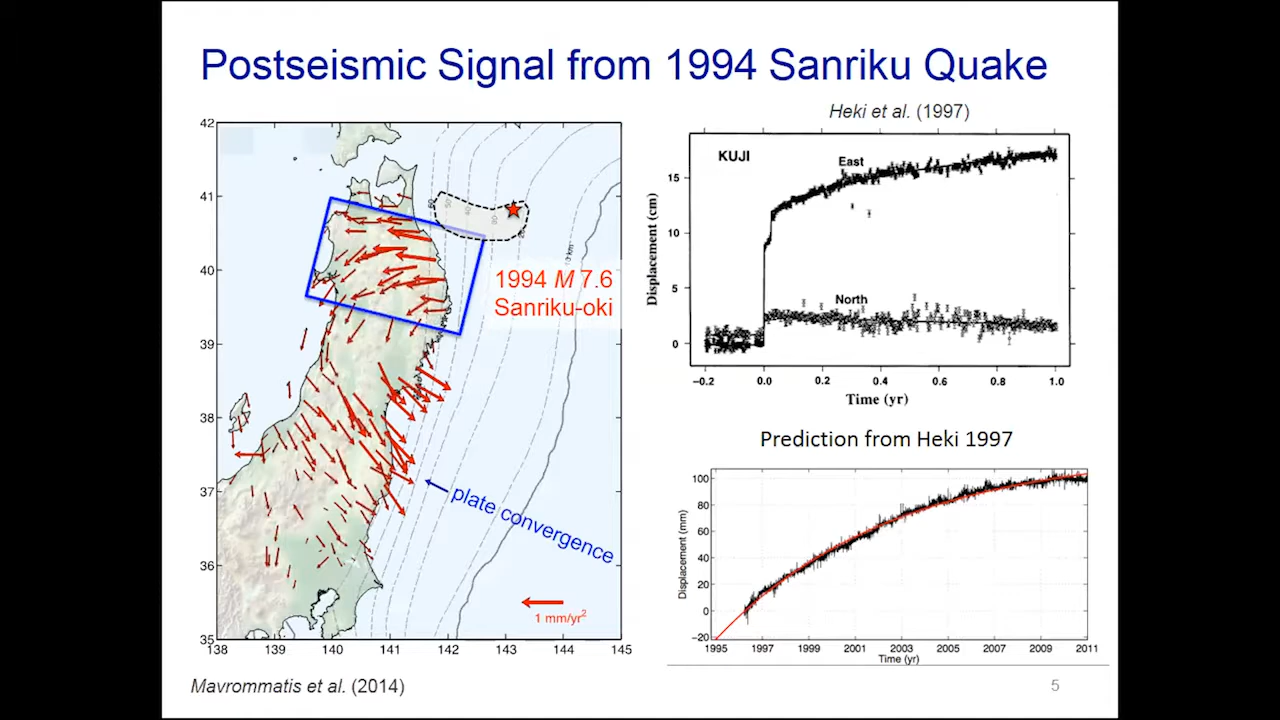 Postseismic Signal from 1994 Sanriku Quake
42
41
40
39
38
37
36
35
138
139
140
141
142
143
144
145
1994 M 7.6
Sanriku-oki
plate convergence
1 mm/yr²
Mavrommatis et al. (2014)
Heki et al. (1997)
KUJI
East
North
Displacement (cm)
15
10
5
0
−0.2
0.0
0.2
0.4
0.6
0.8
1.0
Time (yr)
Prediction from Heki 1997
Displacement (mm)
100
80
60
40
20
0
−20
1995
1997
1999
2001
2003
2005
2007
2009
2011
Time (yr)
5